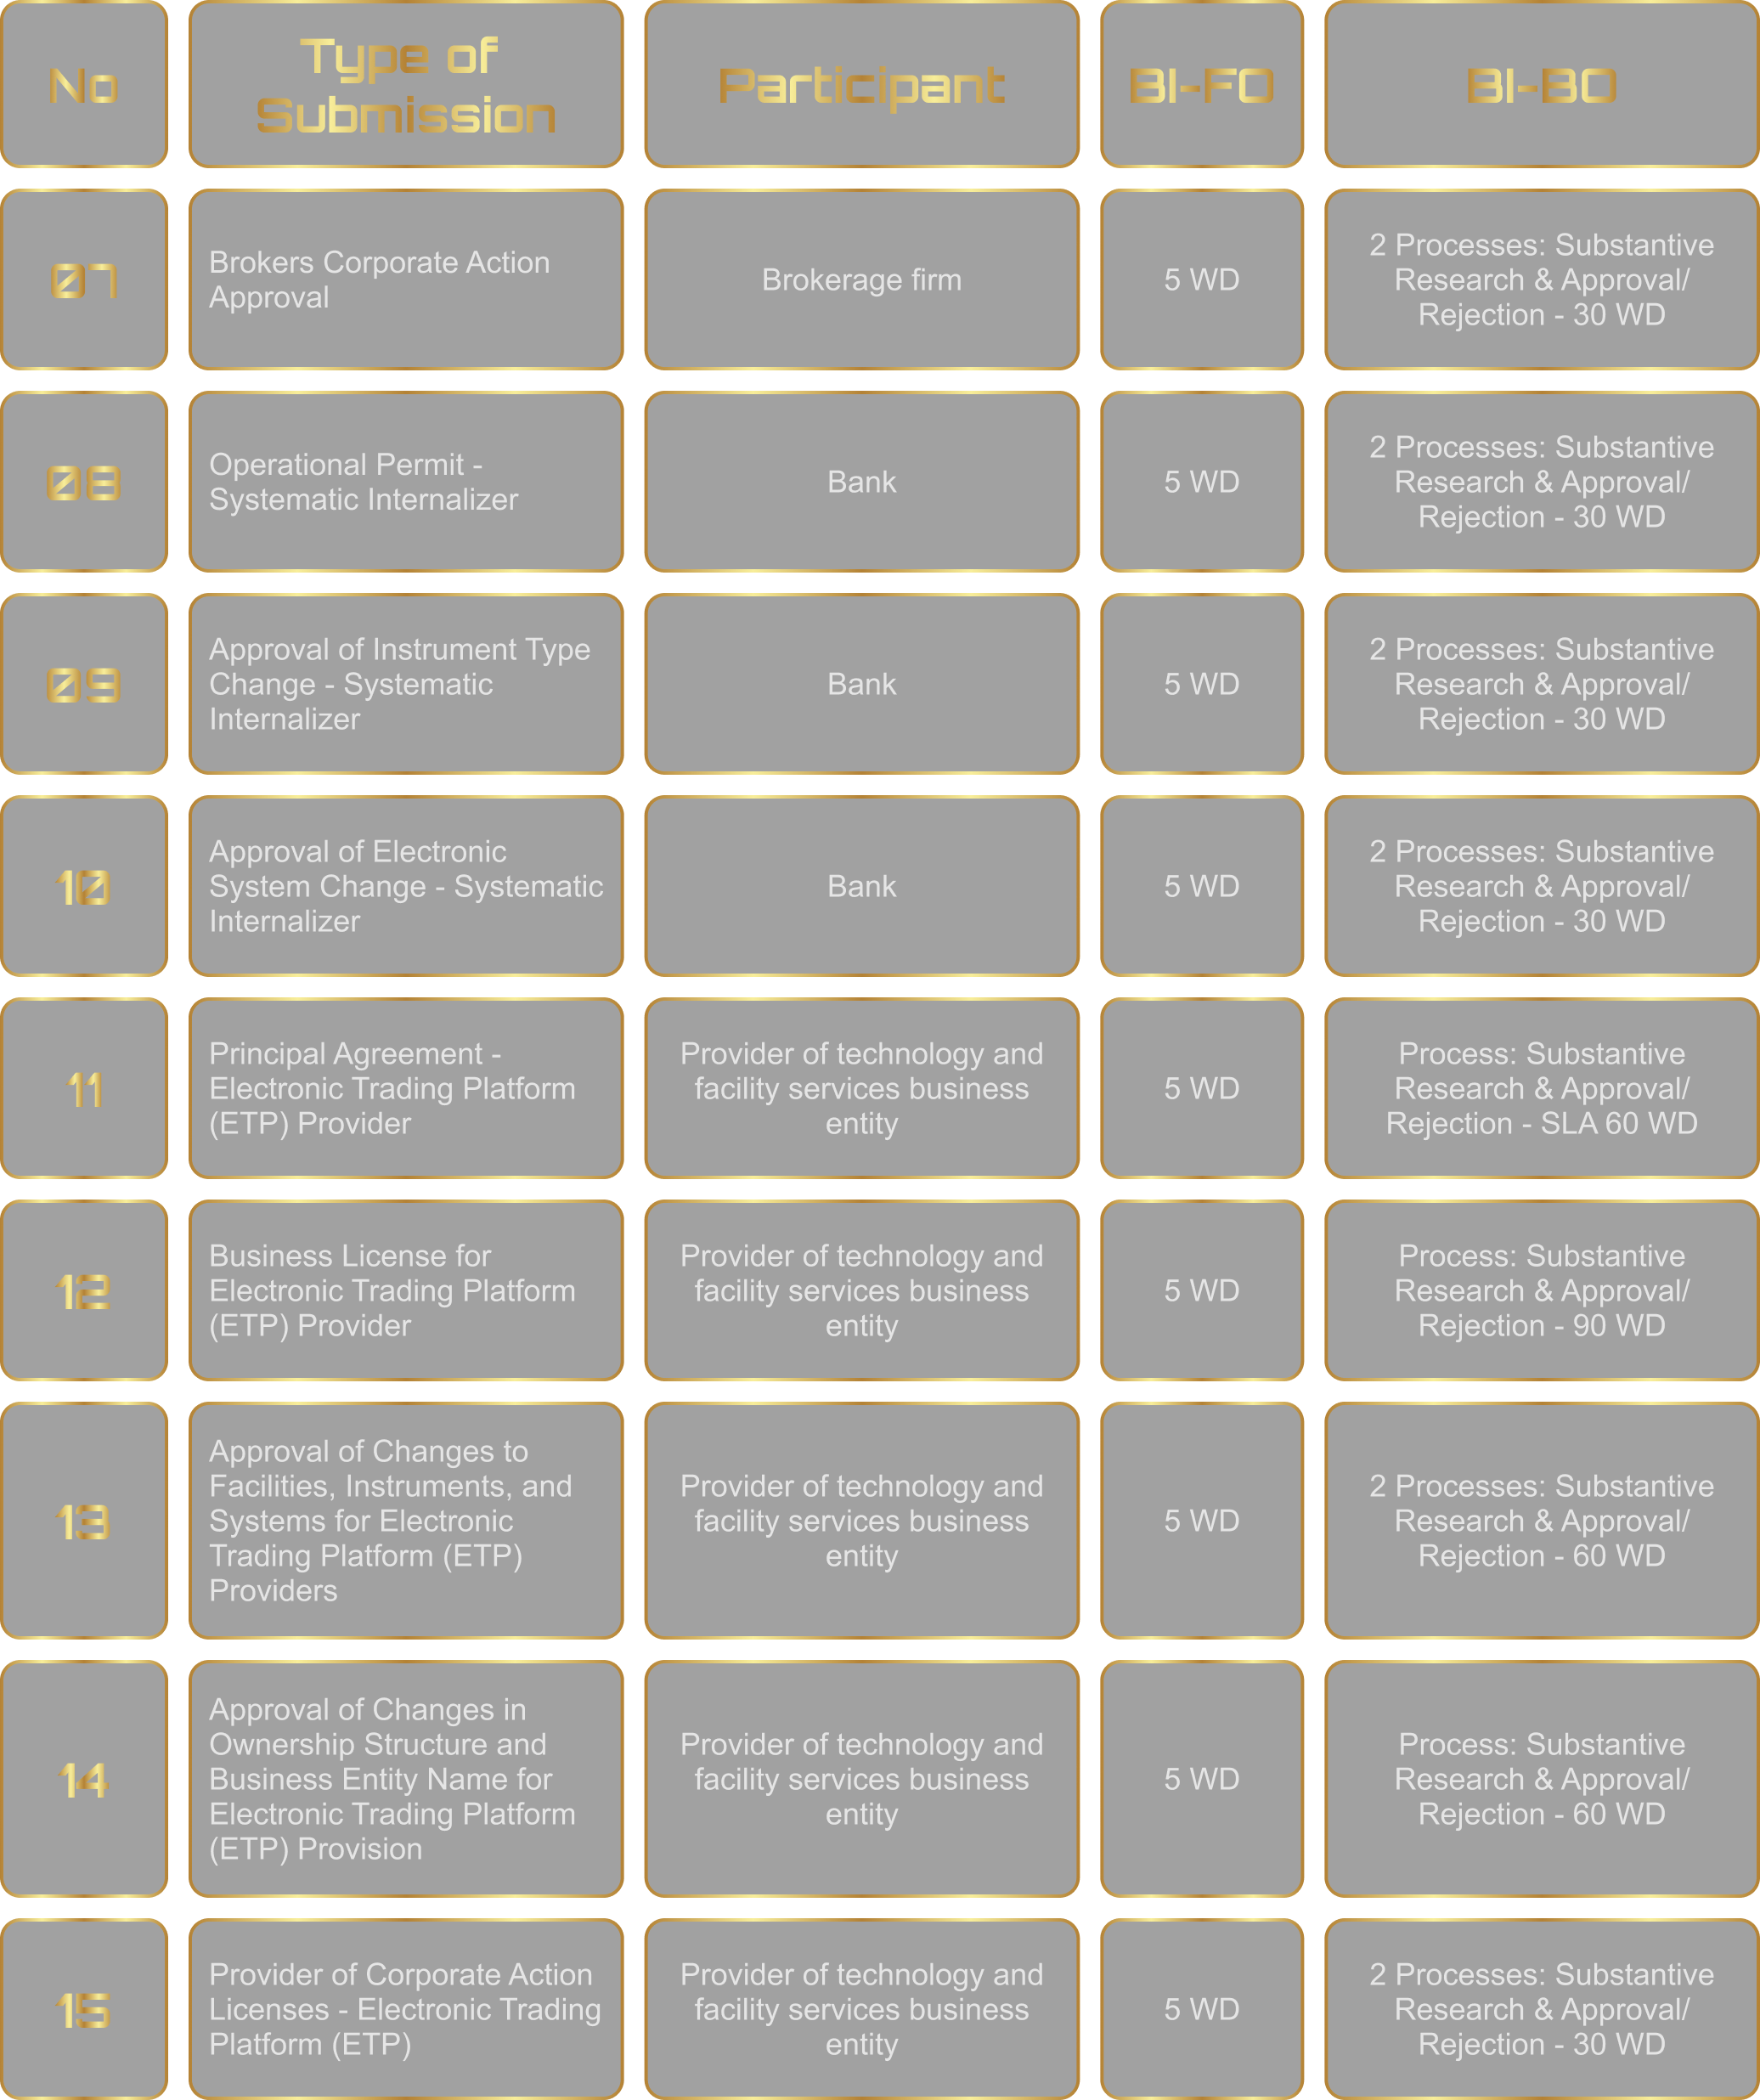 No
Type of
Submission
Participant
BI-FO
BI-BO
07
Brokers Corporate Action
Approval
Brokerage firm
5 WD
2 Processes: Substantive
Research & Approval/
Rejection - 30 WD
08
Operational Permit -
Systematic Internalizer
Bank
5 WD
2 Processes: Substantive
Research & Approval/
Rejection - 30 WD
09
Approval of Instrument Type
Change - Systematic
Internalizer
Bank
5 WD
2 Processes: Substantive
Research & Approval/
Rejection - 30 WD
10
Approval of Electronic
System Change - Systematic
Internalizer
Bank
5 WD
2 Processes: Substantive
Research & Approval/
Rejection - 30 WD
11
Principal Agreement -
Electronic Trading Platform
(ETP) Provider
Provider of technology and
facility services business
entity
5 WD
Process: Substantive
Research & Approval/
Rejection - SLA 60 WD
12
Business License for
Electronic Trading Platform
(ETP) Provider
Provider of technology and
facility services business
entity
5 WD
Process: Substantive
Research & Approval/
Rejection - 90 WD
13
Approval of Changes to
Facilities, Instruments, and
Systems for Electronic
Trading Platform (ETP)
Providers
Provider of technology and
facility services business
entity
5 WD
2 Processes: Substantive
Research & Approval/
Rejection - 60 WD
14
Approval of Changes in
Ownership Structure and
Business Entity Name for
Electronic Trading Platform
(ETP) Provision
Provider of technology and
facility services business
entity
5 WD
Process: Substantive
Research & Approval/
Rejection - 60 WD
15
Provider of Corporate Action
Licenses - Electronic Trading
Platform (ETP)
Provider of technology and
facility services business
entity
5 WD
2 Processes: Substantive
Research & Approval/
Rejection - 30 WD